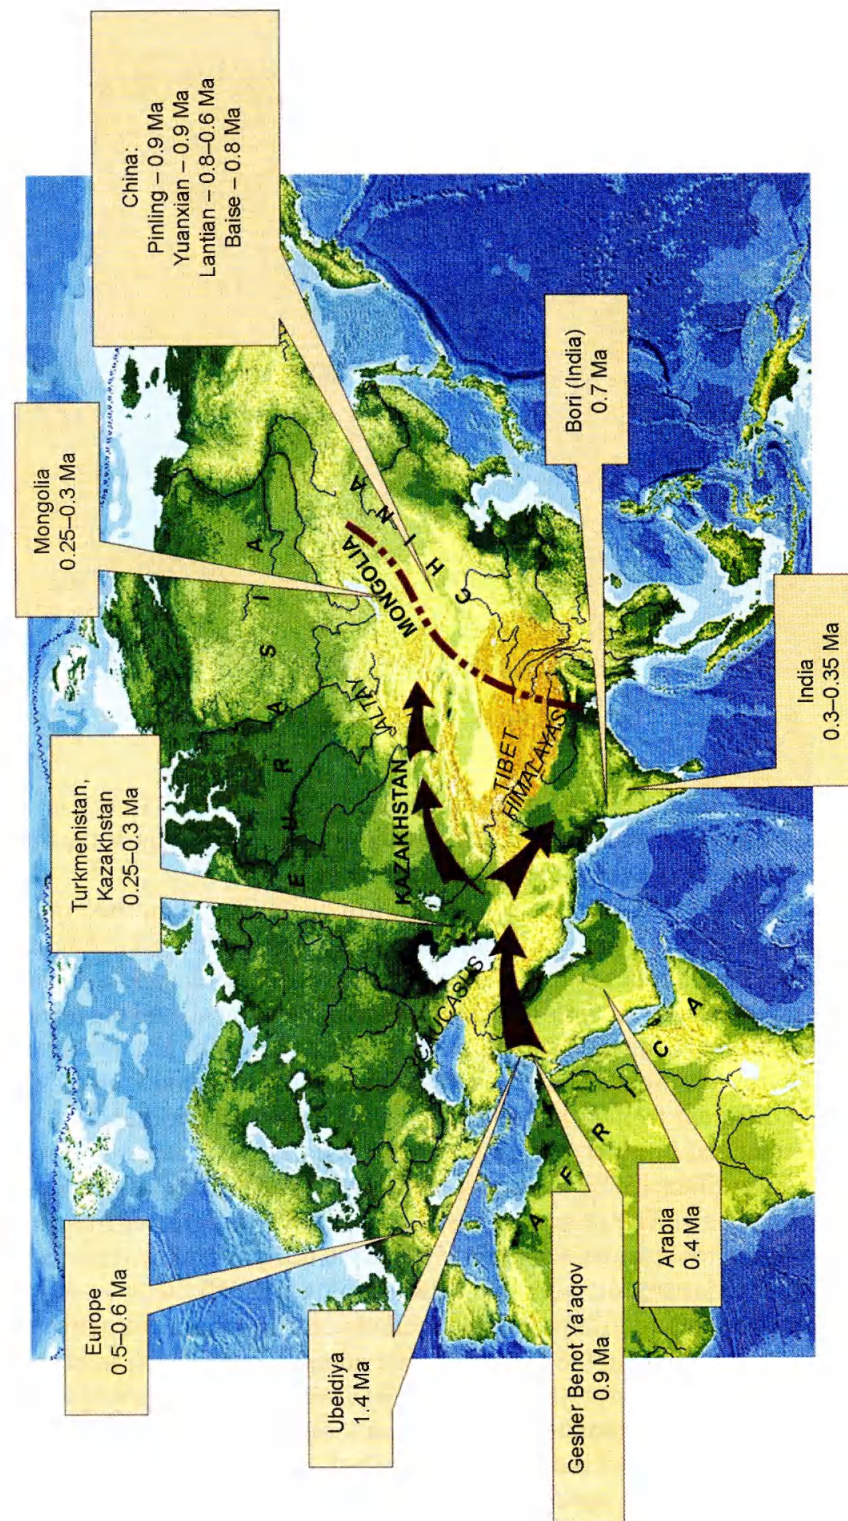 Europe
0.5–0.6 Ma
Turkmenistan,
Kazakhstan
0.25–0.3 Ma
Mongolia
0.25–0.3 Ma
China:
Pinling – 0.9 Ma
Yuanxian – 0.9 Ma
Lantian – 0.8–0.6 Ma
Baise – 0.8 Ma
Ubeidiya
1.4 Ma
Gesher Benot Ya'aqov
0.9 Ma
Arabia
0.4 Ma
India
0.3–0.35 Ma
Bori (India)
0.7 Ma
EURASIA
ALTAY
MONGOLIA
KAZAKHSTAN
CHINA
CAUCASUS
TIBET
HIMALAYAS
AFRICA